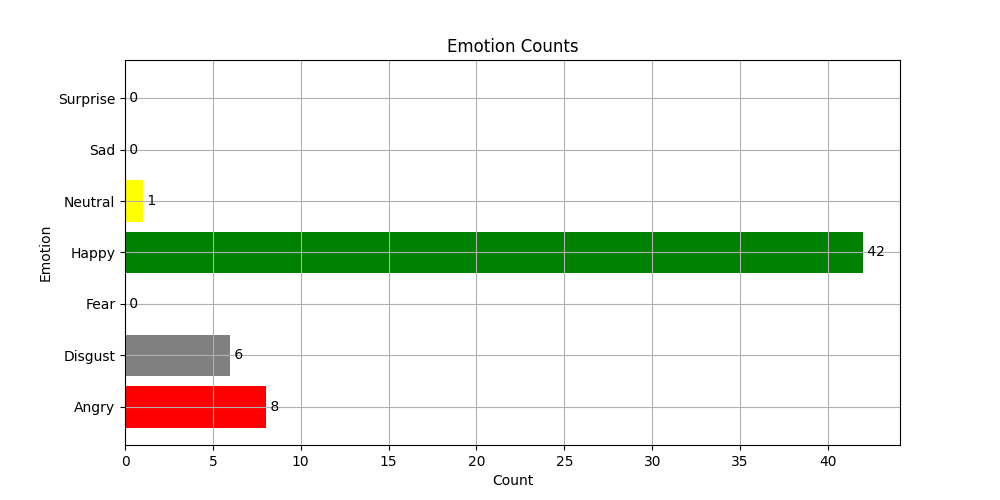 Emotion Counts
Surprise 0
Sad 0
Neutral 1
Happy 42
Fear 0
Disgust 6
Angry 8
0 5 10 15 20 25 30 35 40
Count
Emotion